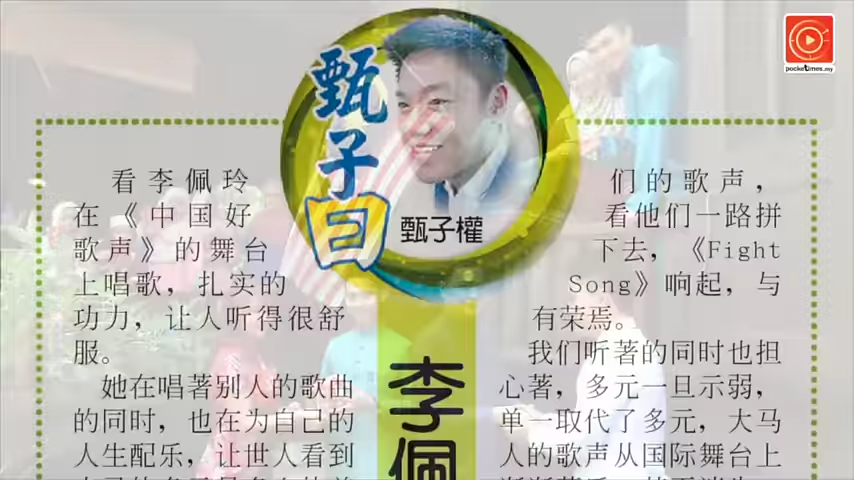 pocketimes.my
甄子曰
甄子權
看李佩玲
在《中国好
歌声》的舞台
上唱歌，扎实的
功力，让人听得很舒
服。
她在唱著别人的歌曲
的同时，也在为自己的
人生配乐，让世人看到
李佩
们的歌声，
看他们一路拼
下去，《Fight
Song》响起，与
有荣焉。
我们听著的同时也担
心著，多元一旦示弱，
单一取代了多元，大马
人的歌声从国际舞台上